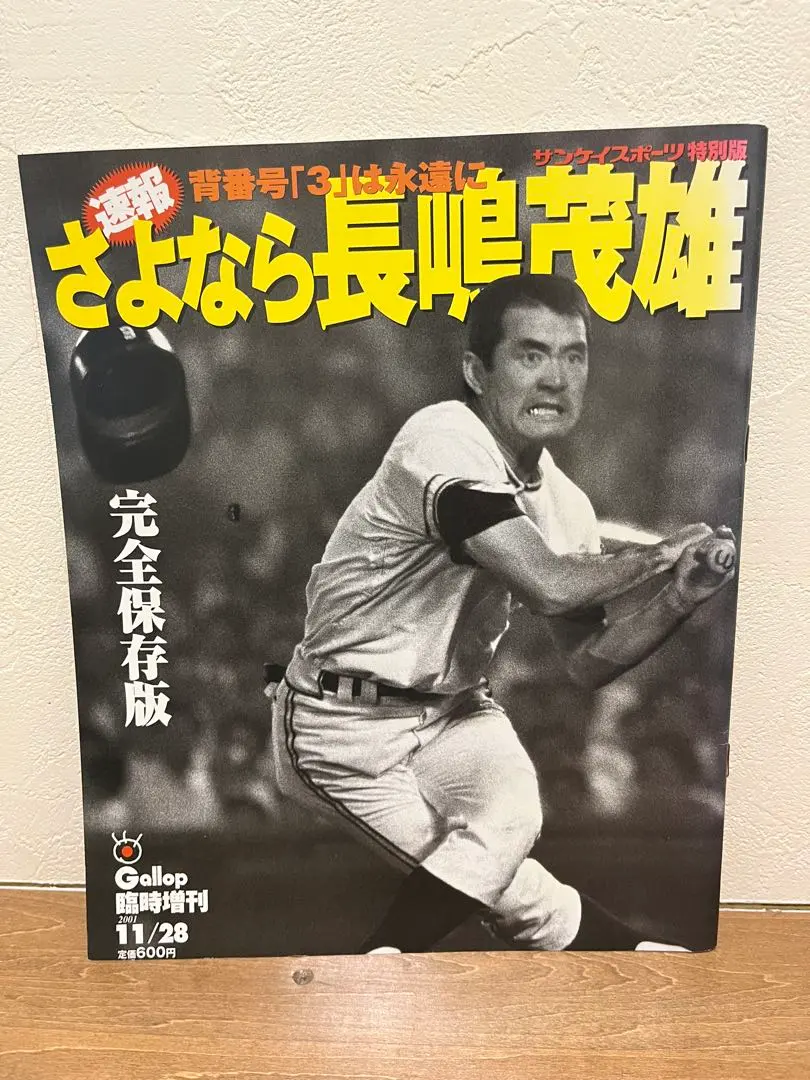 サンケイスポーツ特別版
速報
背番号「3」は永遠に
さよなら長嶋茂雄
完全保存版
Gallop
臨時増刊
2001
11/28
定価600円